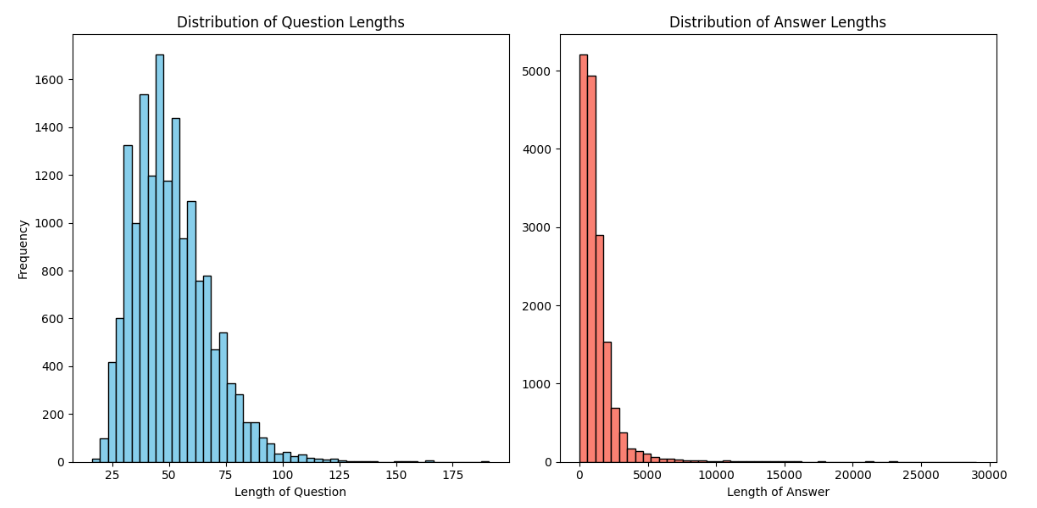 Distribution of Question Lengths
Frequency
1600
1400
1200
1000
800
600
400
200
0
25 50 75 100 125 150 175
Length of Question
Distribution of Answer Lengths
5000
4000
3000
2000
1000
0
0 5000 10000 15000 20000 25000 30000
Length of Answer